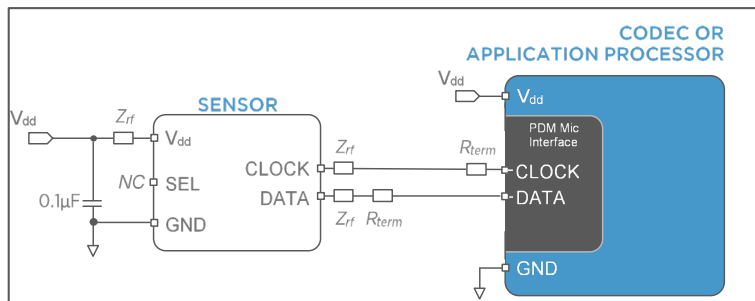 CODEC OR
APPLICATION PROCESSOR
Vdd
Vdd
PDM Mic
Interface
CLOCK
DATA
GND
SENSOR
Vdd
Zrf
Vdd
NC
SEL
0.1µF
GND
CLOCK
DATA
Zrf
Rterm
Zrf
Rterm